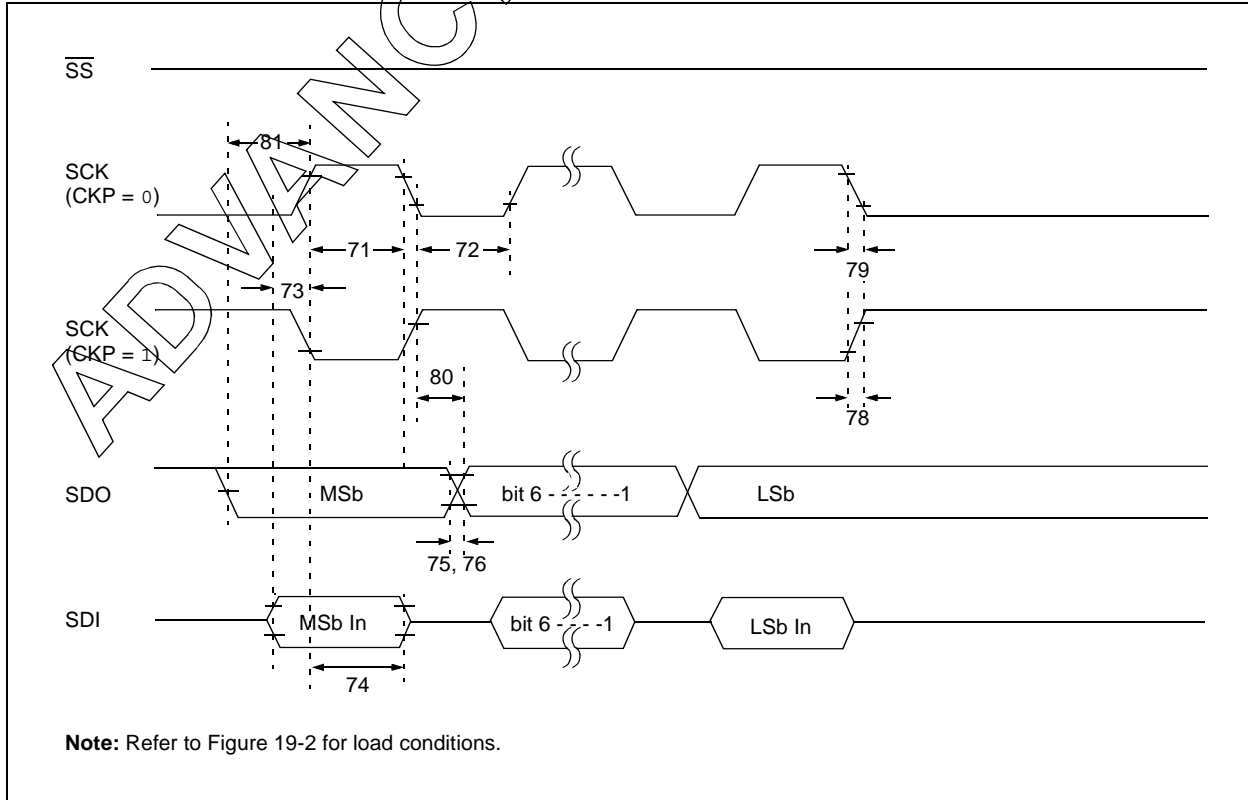 SS
81
SCK
(CKP = 0)
71
72
79
73
SCK
(CKP = 1)
80
78
SDO
MSb
bit 6 - - - - - - -1
LSb
75, 76
SDI
MSb In
bit 6 - - - - -1
LSb In
74
Note: Refer to Figure 19-2 for load conditions.
ADVANC